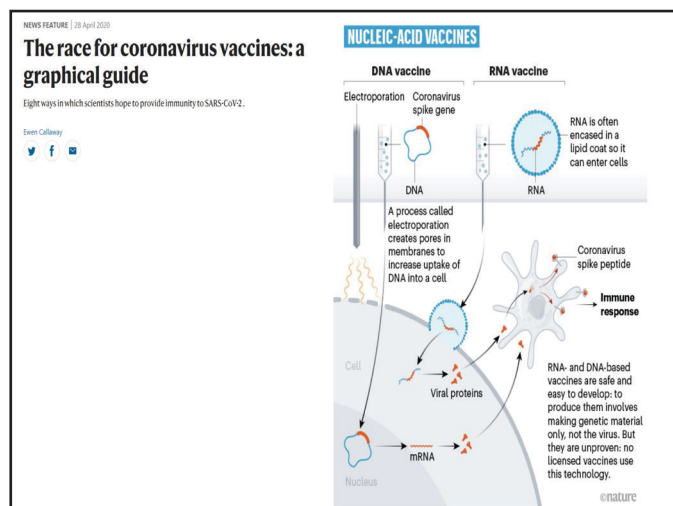 NEWS FEATURE | 28 April 2020
The race for coronavirus vaccines: a
graphical guide
Eight ways in which scientists hope to provide immunity to SARS-CoV-2 .
Ewen Callaway
NUCLEIC-ACID VACCINES
DNA vaccine
RNA vaccine
Electroporation
Coronavirus
spike gene
DNA
RNA is often
encased in a
lipid coat so it
can enter cells
RNA
A process called
electroporation
creates pores in
membranes to
increase uptake of
DNA into a cell
Coronavirus
spike peptide
Immune
response
Cell
Viral proteins
mRNA
Nucleus
RNA- and DNA-based
vaccines are safe and
easy to develop: to
produce them involves
making genetic material
only, not the virus. But
they are unproven: no
licensed vaccines use
this technology.
©nature